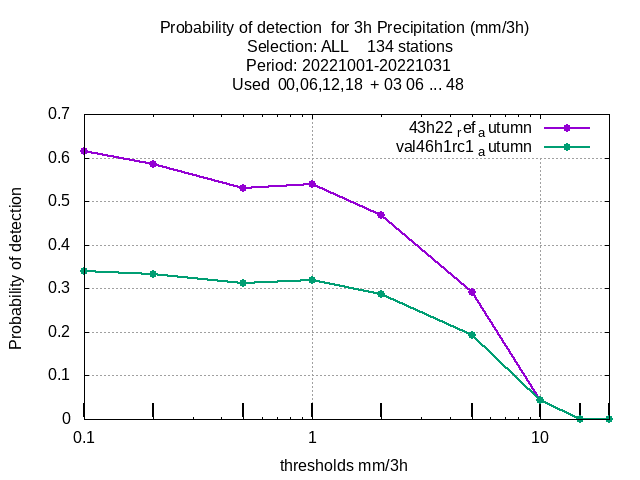 Probability of detection  for 3h Precipitation (mm/3h)
Selection: ALL    134 stations
Period: 20221001-20221031
Used  00,06,12,18  + 03 06 ... 48
43h22 ref autumn
val46h1rc1 autumn
0.7
0.6
0.5
0.4
0.3
0.2
0.1
0
Probability of detection
0.1 1 10
thresholds mm/3h